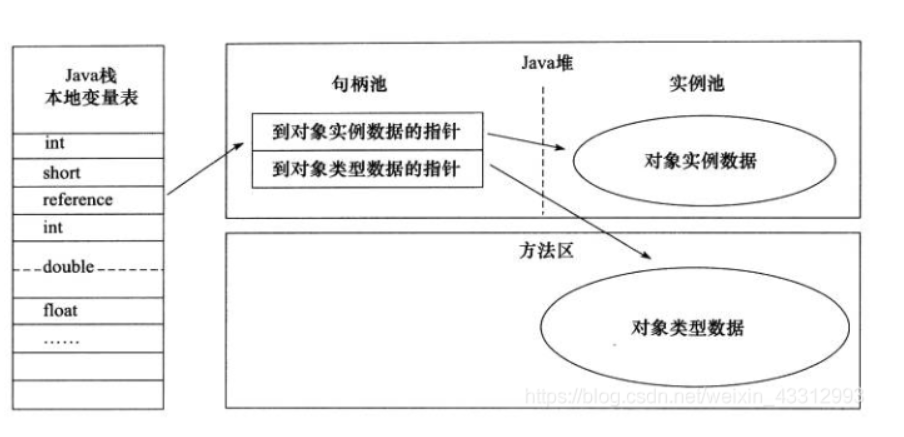 Java栈
本地变量表
int
short
reference
int
double
float
……
Java堆
句柄池
实例池
到对象实例数据的指针
到对象类型数据的指针
对象实例数据
方法区
对象类型数据
https://blog.csdn.net/weixin_43312993